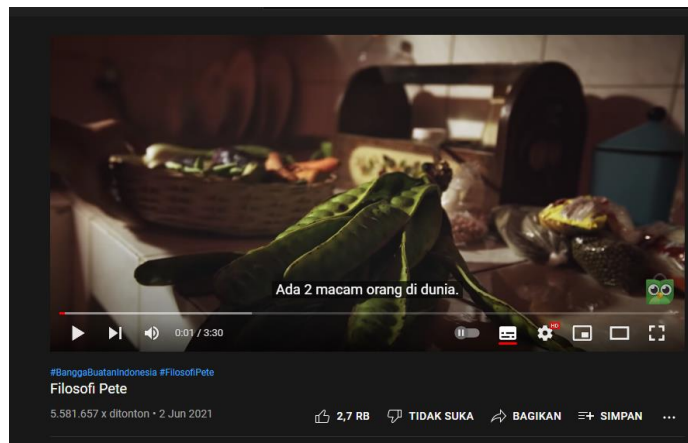 Ada 2 macam orang di dunia.
0:01 / 3:30
HD
#BanggaBuatanIndonesia #FilosofiPete
Filosofi Pete
5.581.657 x ditonton • 2 Jun 2021
2,7 RB
TIDAK SUKA
BAGIKAN
SIMPAN